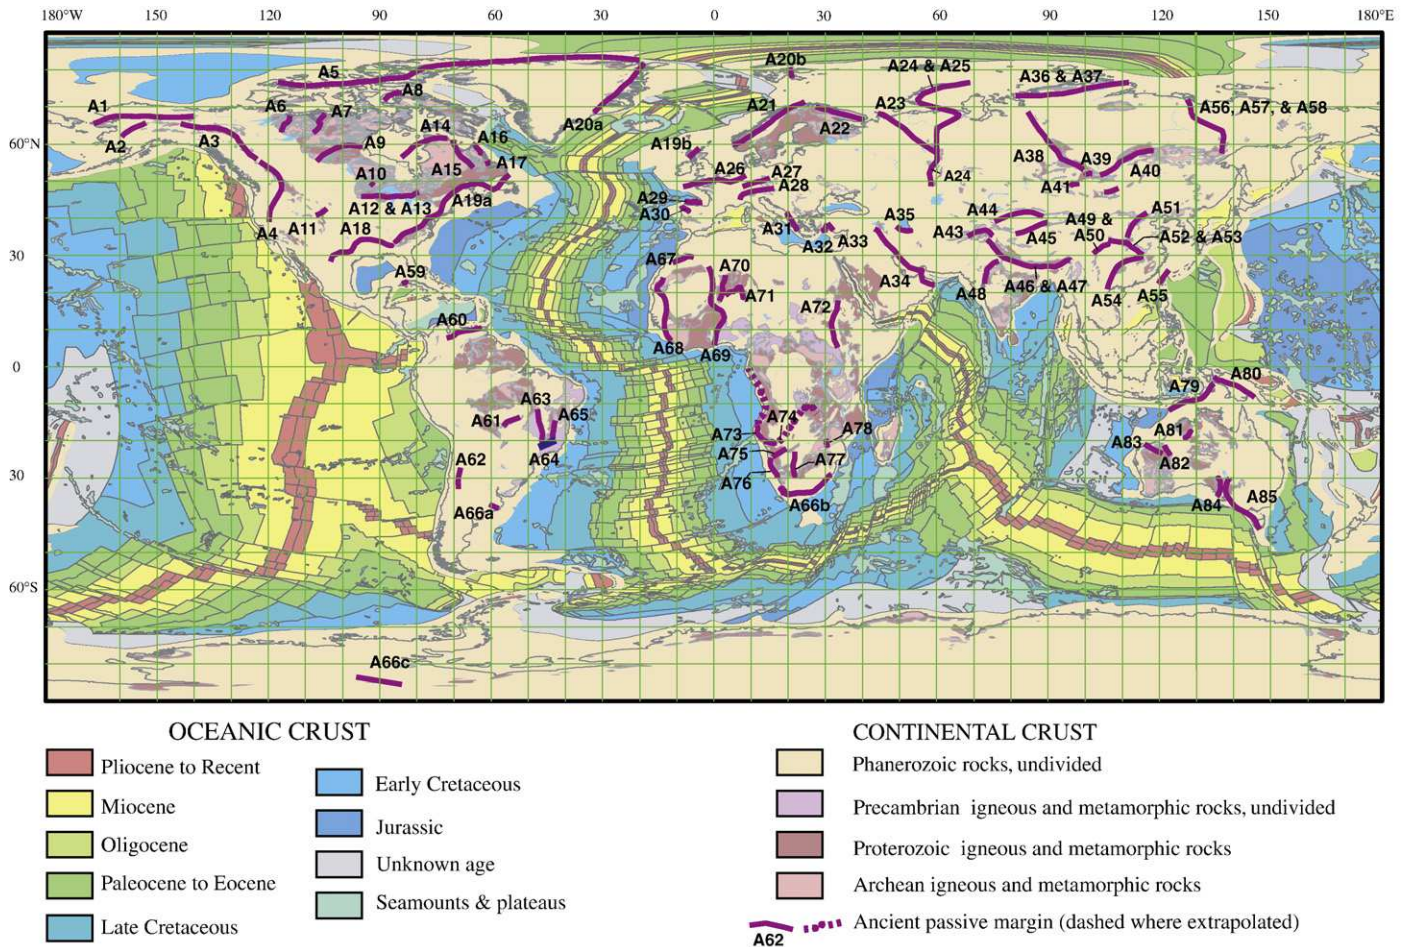 180°W 150 120 90 60 30 0 30 60 90 120 150 180°E
A20b
A24 & A25
A36 & A37
A5
A8
A1
A6
A7
A21
A23
A56, A57, & A58
A2
A3
A14
A16
A20a
A22
60°N
A9
A19b
A38
A39
A40
A10
A15
A17
A26
A27
A28
A24
A41
A12 & A13
A19a
A29
A30
A35
A44
A49 &
A50
A51
A4
A11
A18
A31
A32
A33
A43
A45
A52 & A53
30
A59
A67
A70
A34
A71
A48
A46 & A47
A54
A55
A60
A72
A68
A69
0
A79
A80
A63
A61
A65
A74
A73
A78
A81
A83
A64
A75
A82
A62
A77
30
A76
A66a
A66b
A84
A85
60°S
A66c
OCEANIC CRUST
Pliocene to Recent
Miocene
Oligocene
Paleocene to Eocene
Late Cretaceous
Early Cretaceous
Jurassic
Unknown age
Seamounts & plateaus
CONTINENTAL CRUST
Phanerozoic rocks, undivided
Precambrian igneous and metamorphic rocks, undivided
Proterozoic igneous and metamorphic rocks
Archean igneous and metamorphic rocks
Ancient passive margin (dashed where extrapolated)
A62